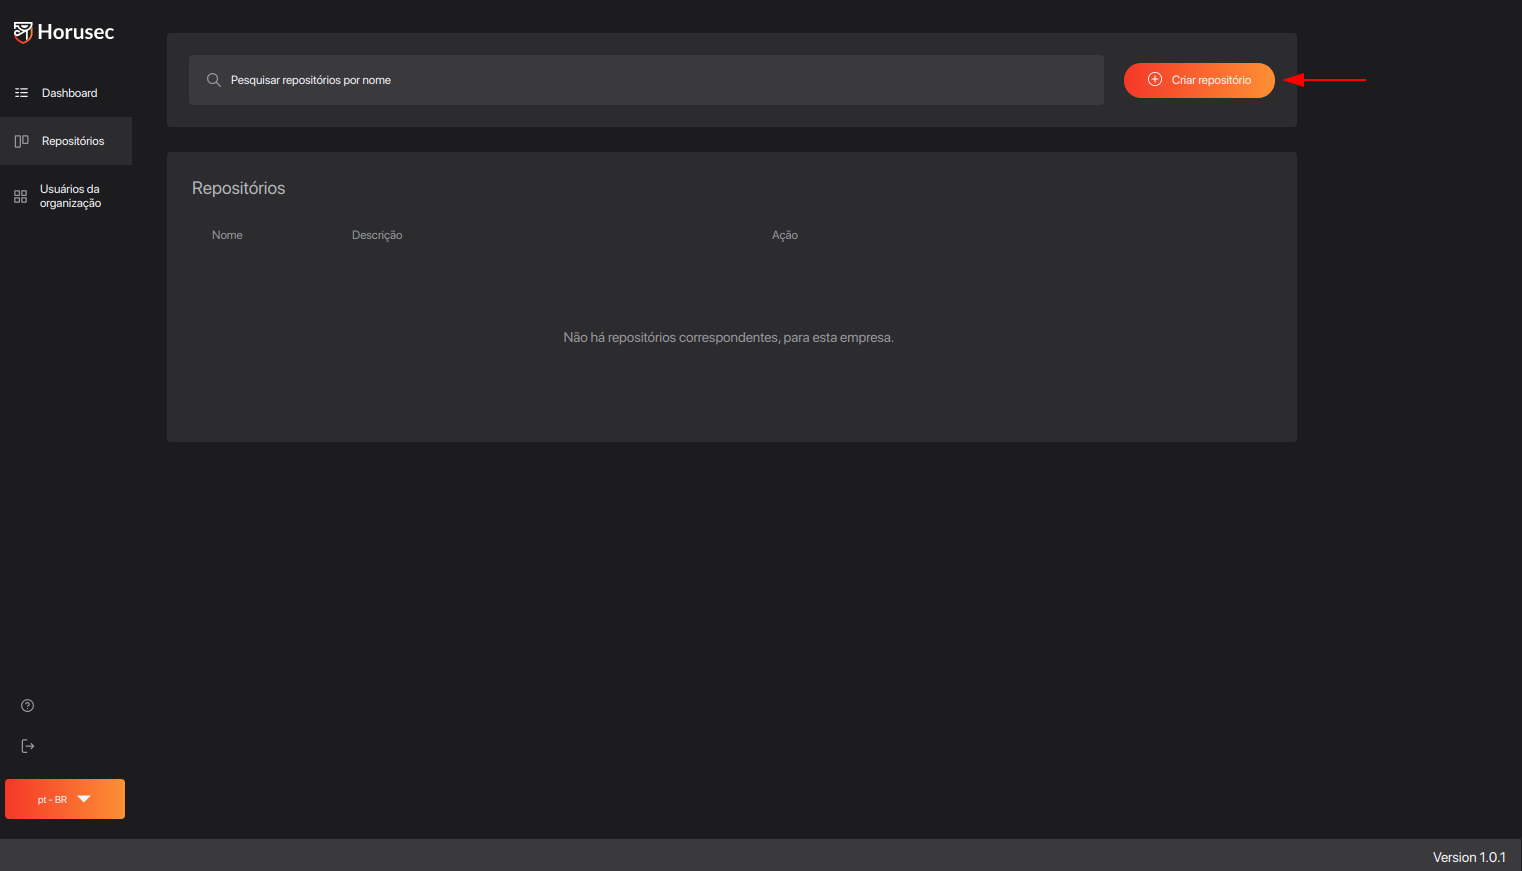 Horusec
Dashboard
Repositórios
Usuários da
organização
pt - BR
Pesquisar repositórios por nome
Criar repositório
Repositórios
Nome Descrição Ação
Não há repositórios correspondentes, para esta empresa.
Version 1.0.1